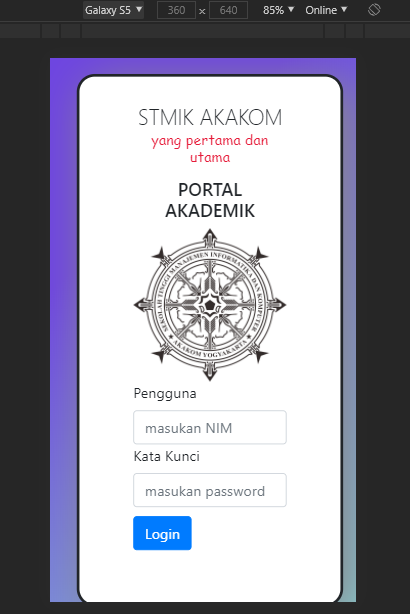 Galaxy S5 ▼ 360 x 640 85% ▼ Online ▼
STMIK AKAKOM
yang pertama dan
utama
PORTAL
AKADEMIK
SEKOLAH TINGGI MANAJEMEN INFORMATIKA DAN KOMPUTER
AKAKOM YOGYAKARTA
Pengguna
masukan NIM
Kata Kunci
masukan password
Login